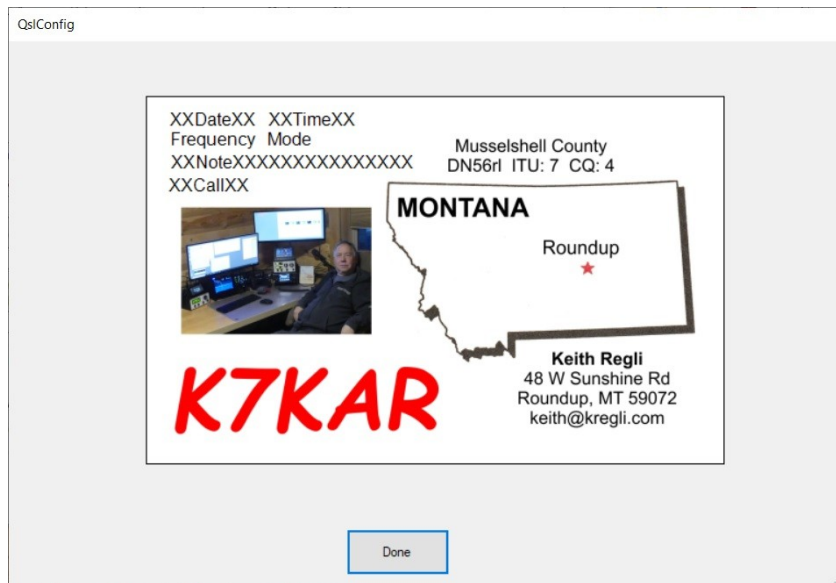 QslConfig
XXDateXX XXTimeXX
Frequency Mode
XXNoteXXXXXXXXXXXXXXX
XXCallXX
Musselshell County
DN56rl ITU: 7 CQ: 4
MONTANA
Roundup
K7KAR
Keith Regli
48 W Sunshine Rd
Roundup, MT 59072
keith@kregli.com
Done